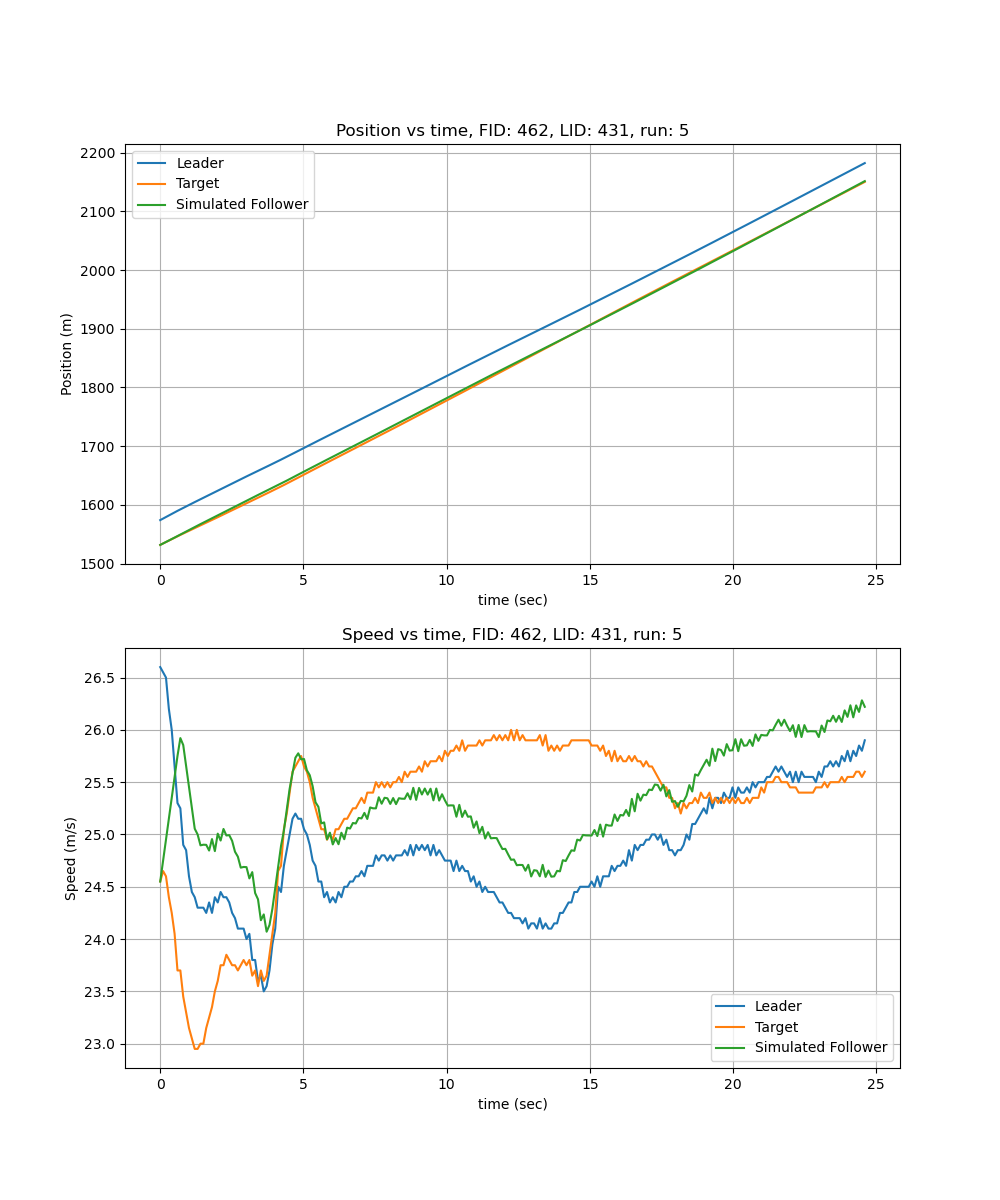 Position vs time, FID: 462, LID: 431, run: 5
2200
2100
2000
1900
1800
1700
1600
1500
Position (m)
Leader
Target
Simulated Follower
0 5 10 15 20 25
time (sec)
Speed vs time, FID: 462, LID: 431, run: 5
26.5
26.0
25.5
25.0
24.5
24.0
23.5
23.0
Speed (m/s)
Leader
Target
Simulated Follower
0 5 10 15 20 25
time (sec)